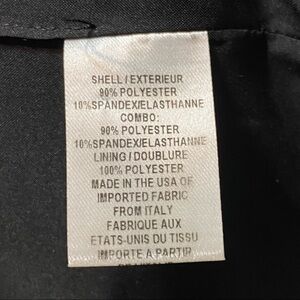 SHELL / EXTERIEUR
90% POLYESTER
10%SPANDEX/ELASTHANNE
COMBO:
90% POLYESTER
10%SPANDEX/ELASTHANNE
LINING / DOUBLURE
100% POLYESTER
MADE IN THE USA OF
IMPORTED FABRIC
FROM ITALY
FABRIQUE AUX
ETATS-UNIS DU TISSU
IMPORTE A PARTIR